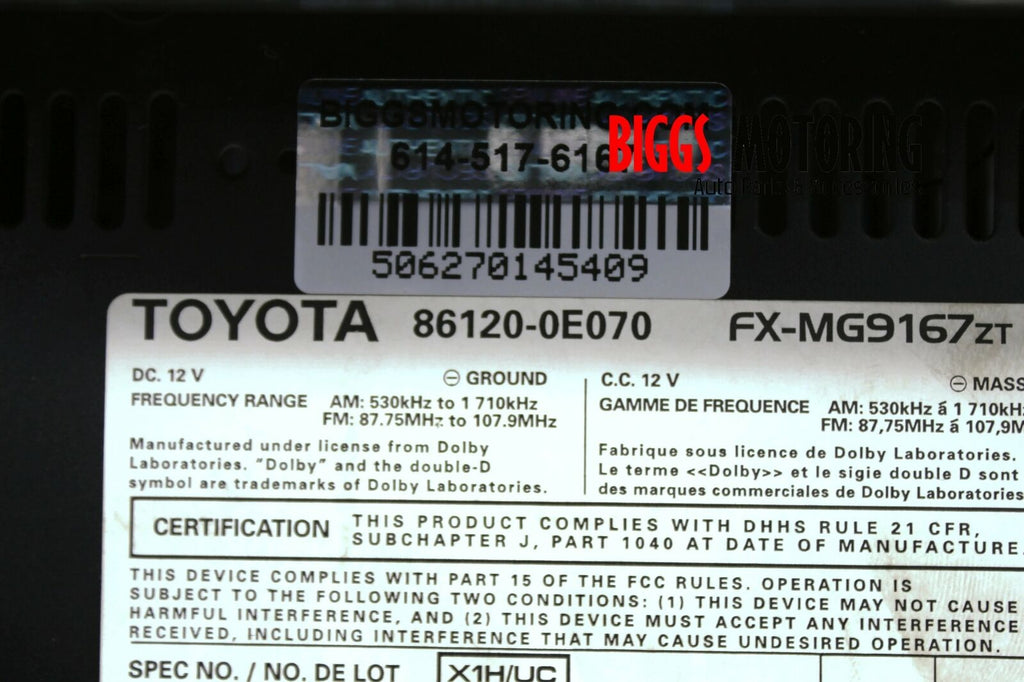 BIGGSMOTORING.COM
614-517-6167
BIGGS MOTORING
Auto Parts & Accessories
506270145409
TOYOTA 86120-0E070 FX-MG9167ZT
DC. 12 V ⊖ GROUND
FREQUENCY RANGE AM: 530kHz to 1 710kHz
FM: 87.75MHz to 107.9MHz
Manufactured under license from Dolby
Laboratories. "Dolby" and the double-D
symbol are trademarks of Dolby Laboratories.
C.C. 12 V ⊖ MASS
GAMME DE FREQUENCE AM: 530kHz á 1 710kH
FM: 87,75MHz á 107,9M
Fabrique sous licence de Dolby Laboratories.
Le terme <<Dolby>> et le sigie double D sont
des marques commerciales de Dolby Laboratories
CERTIFICATION THIS PRODUCT COMPLIES WITH DHHS RULE 21 CFR,
SUBCHAPTER J, PART 1040 AT DATE OF MANUFACTURE.
THIS DEVICE COMPLIES WITH PART 15 OF THE FCC RULES. OPERATION IS
SUBJECT TO THE FOLLOWING TWO CONDITIONS: (1) THIS DEVICE MAY NOT CAUSE
HARMFUL INTERFERENCE, AND (2) THIS DEVICE MUST ACCEPT ANY INTERFERENCE
RECEIVED, INCLUDING INTERFERENCE THAT MAY CAUSE UNDESIRED OPERATION.
SPEC NO. / NO. DE LOT X1H/UC